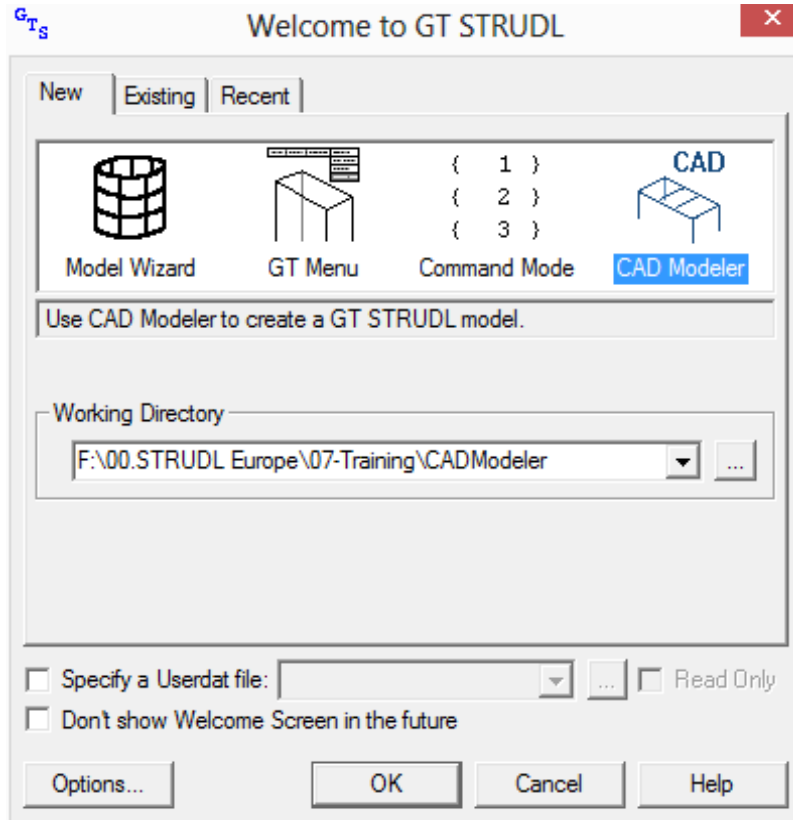 GTS
Welcome to GT STRUDL
New Existing Recent
{ 1 }
{ 2 }
{ 3 }
CAD
Model Wizard GT Menu Command Mode CAD Modeler
Use CAD Modeler to create a GT STRUDL model.
Working Directory
F:\00.STRUDL Europe\07-Training\CADModeler ...
Specify a Userdat file: ... Read Only
Don't show Welcome Screen in the future
Options... OK Cancel Help